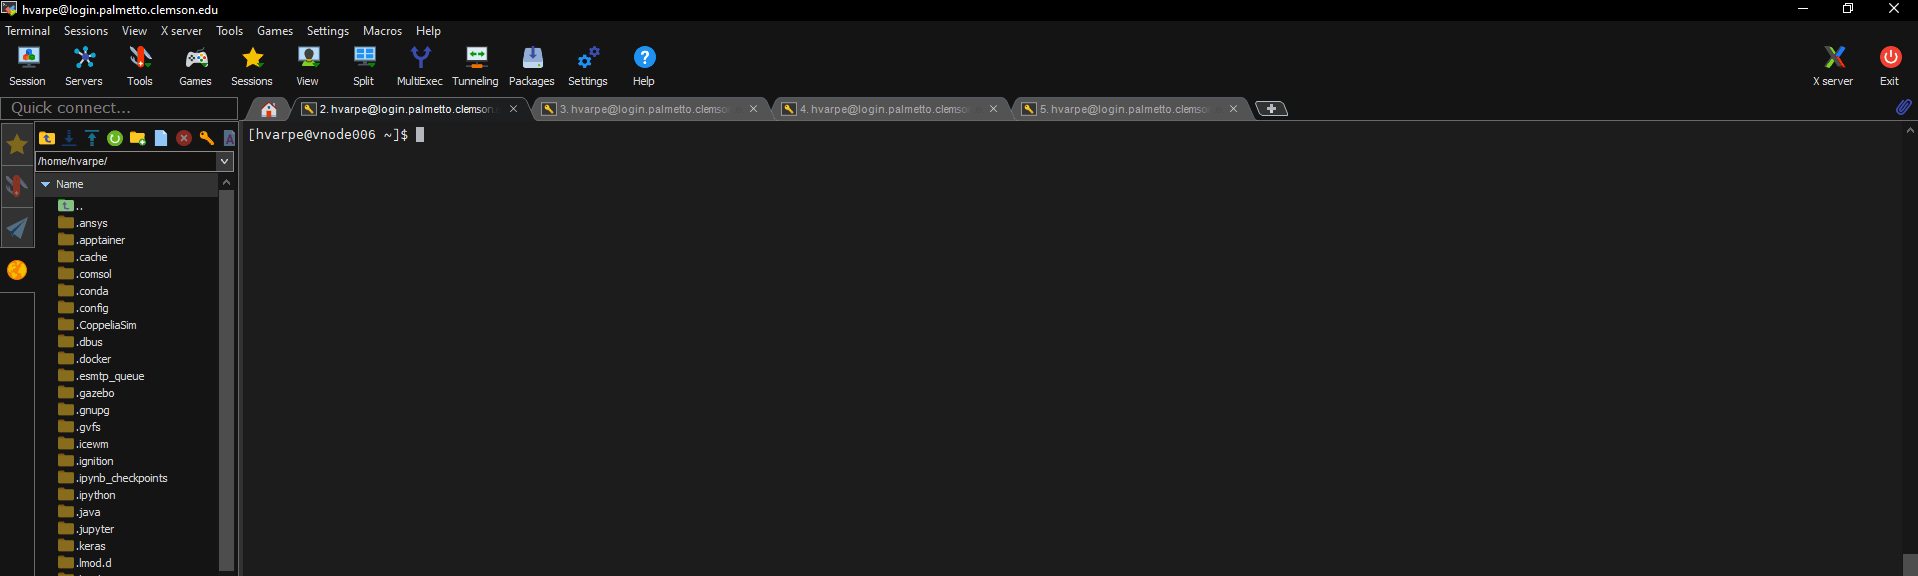 hvarpe@login.palmetto.clemson.edu
Terminal Sessions View X server Tools Games Settings Macros Help
Session Servers Tools Games Sessions View Split MultiExec Tunneling Packages Settings Help X server Exit
Quick connect...
2. hvarpe@login.palmetto.clemson
3. hvarpe@login.palmetto.clemso
4. hvarpe@login.palmetto.clemso
5. hvarpe@login.palmetto.clemso
[hvarpe@vnode006 ~]$
/home/hvarpe/
Name
..
.ansys
.apptainer
.cache
.comsol
.conda
.config
.CoppeliaSim
.dbus
.docker
.esmtp_queue
.gazebo
.gnupg
.gvfs
.icewm
.ignition
.ipynb_checkpoints
.ipython
.java
.jupyter
.keras
.lmod.d